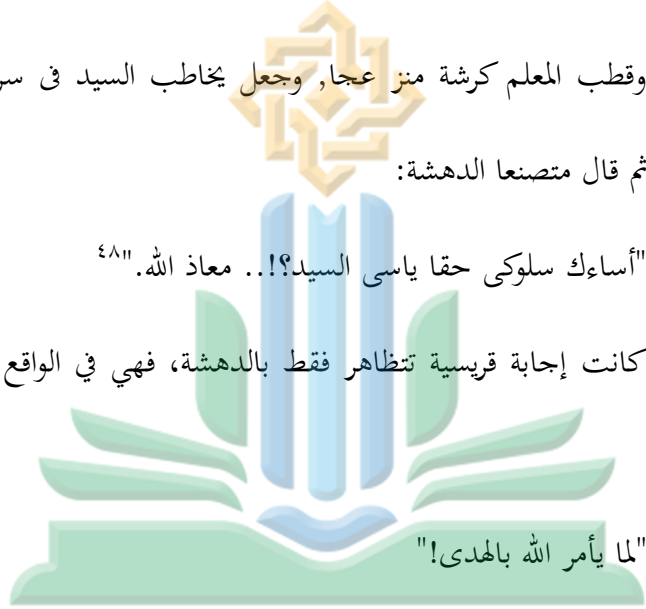 وقطب المعلم كرشة منز عجا, وجعل يخاطب السيد فى سر
ثم قال متصنعا الدهشة:
"أساءك سلوكى حقا ياسى السيد؟!.. معاذ الله."٤٨
كانت إجابة قريسية تتظاهر فقط بالدهشة، فهي في الواقع
"لما يأمر الله بالهدى!"